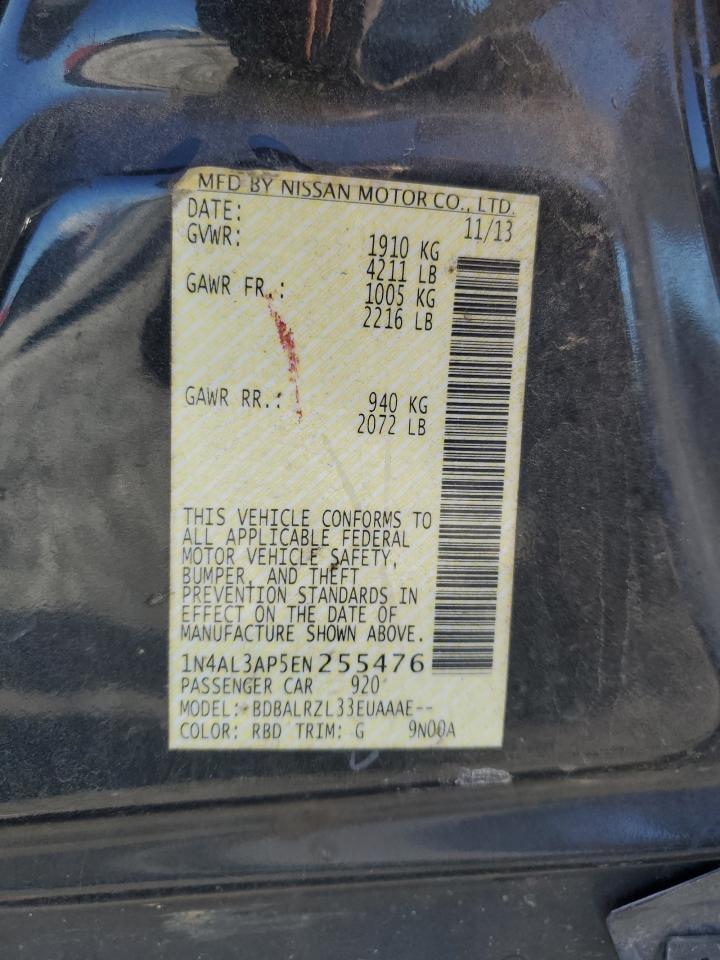 MFD BY NISSAN MOTOR CO., LTD.
DATE: 11/13
GVWR: 1910 KG
4211 LB
GAWR FR.: 1005 KG
2216 LB
GAWR RR.: 940 KG
2072 LB
THIS VEHICLE CONFORMS TO
ALL APPLICABLE FEDERAL
MOTOR VEHICLE SAFETY,
BUMPER, AND THEFT
PREVENTION STANDARDS IN
EFFECT ON THE DATE OF
MANUFACTURE SHOWN ABOVE.
1N4AL3AP5EN255476
PASSENGER CAR 920
MODEL: BDBALRZL33EUAAAE--
COLOR: RBD TRIM: G 9N00A